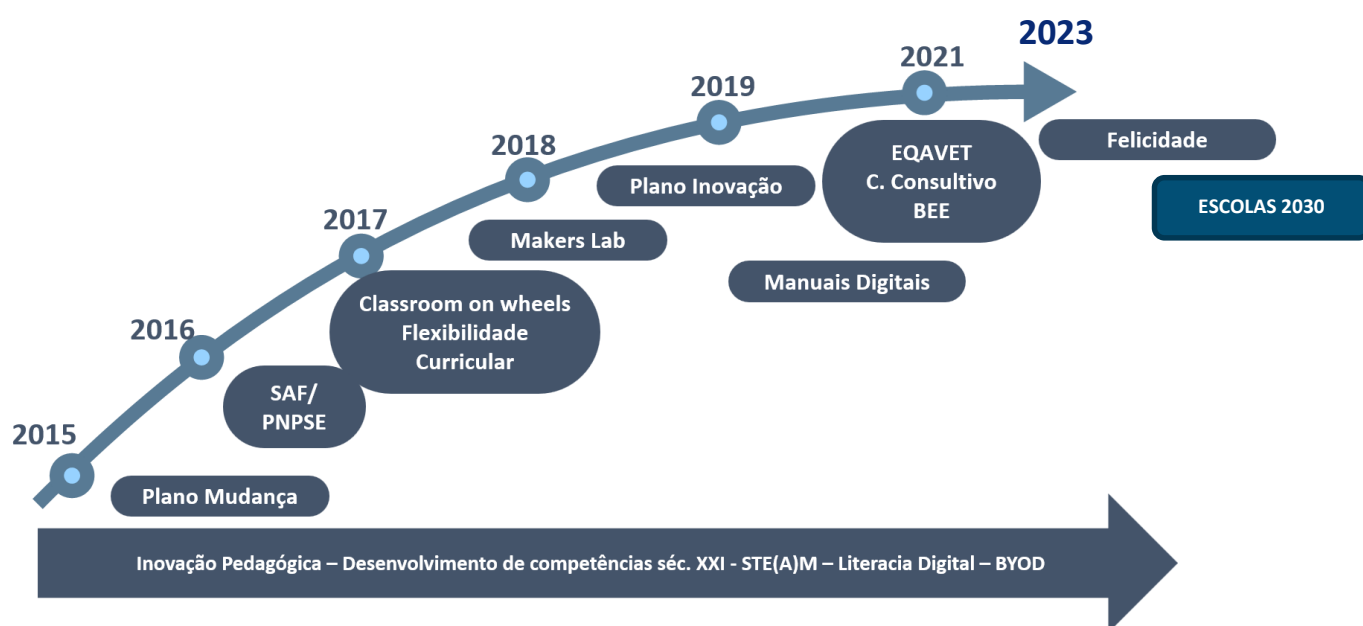 2023
2021
2019
2018
2017
2016
2015
Felicidade
ESCOLAS 2030
EQAVET
C. Consultivo
BEE
Plano Inovação
Manuais Digitais
Makers Lab
Classroom on wheels
Flexibilidade
Curricular
SAF/
PNPSE
Plano Mudança
Inovação Pedagógica – Desenvolvimento de competências séc. XXI - STE(A)M – Literacia Digital – BYOD